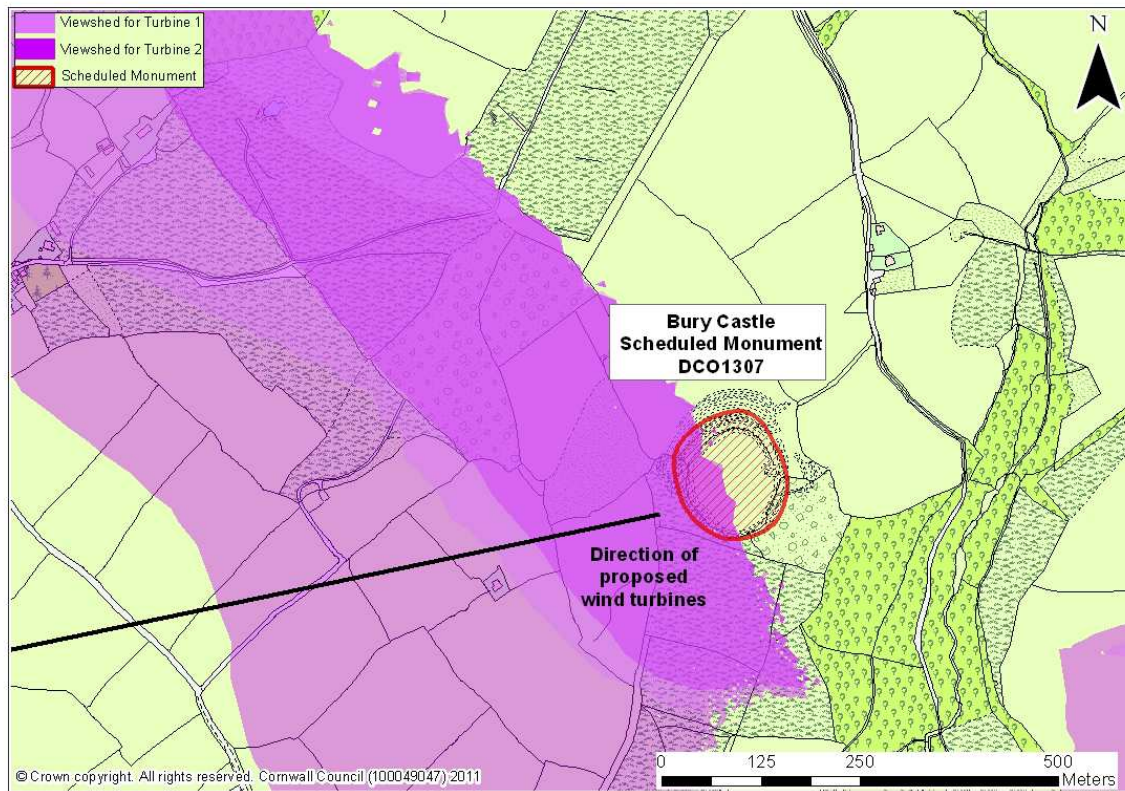 Viewshed for Turbine 1
Viewshed for Turbine 2
Scheduled Monument
N
Bury Castle
Scheduled Monument
DCO1307
Direction of
proposed
wind turbines
0 125 250 500
Meters
© Crown copyright. All rights reserved. Cornwall Council (100049047) 2011